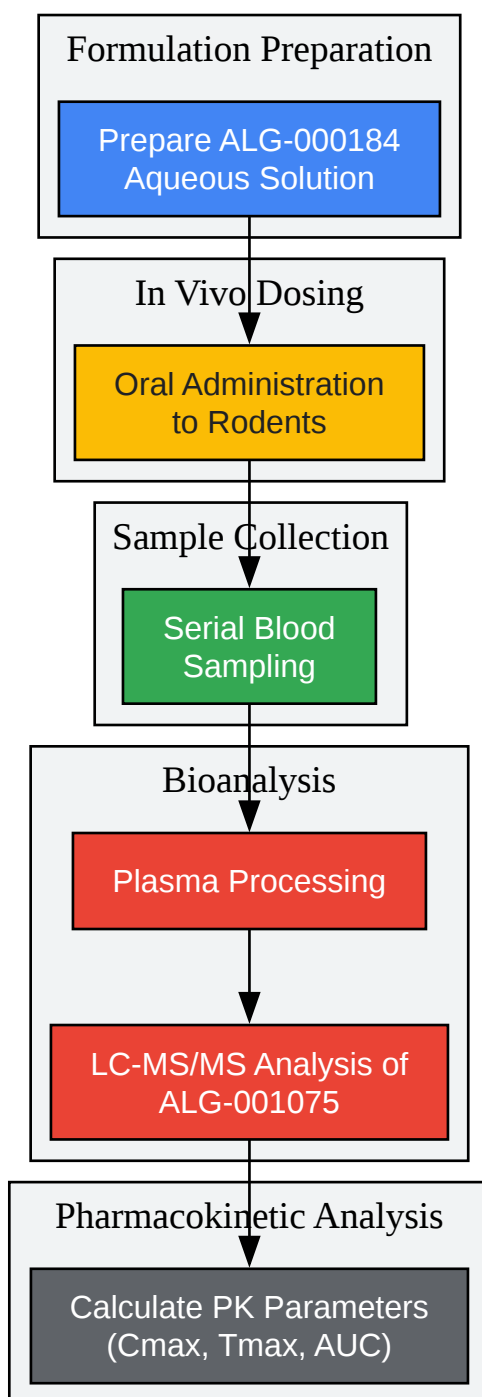 Formulation Preparation
Prepare ALG-000184
Aqueous Solution
In Vivo Dosing
Oral Administration
to Rodents
Sample Collection
Serial Blood
Sampling
Bioanalysis
Plasma Processing
LC-MS/MS Analysis of
ALG-001075
Pharmacokinetic Analysis
Calculate PK Parameters
(Cmax, Tmax, AUC)